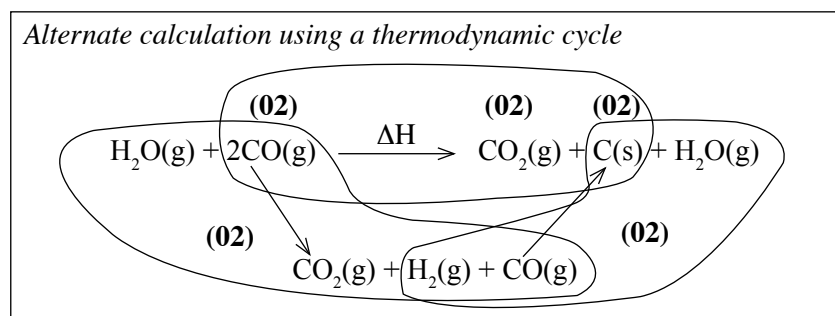 Alternate calculation using a thermodynamic cycle
(02) (02) (02)
H₂O(g) + 2CO(g) ΔH CO₂(g) + C(s) + H₂O(g)
(02) (02)
CO₂(g) + H₂(g) + CO(g)